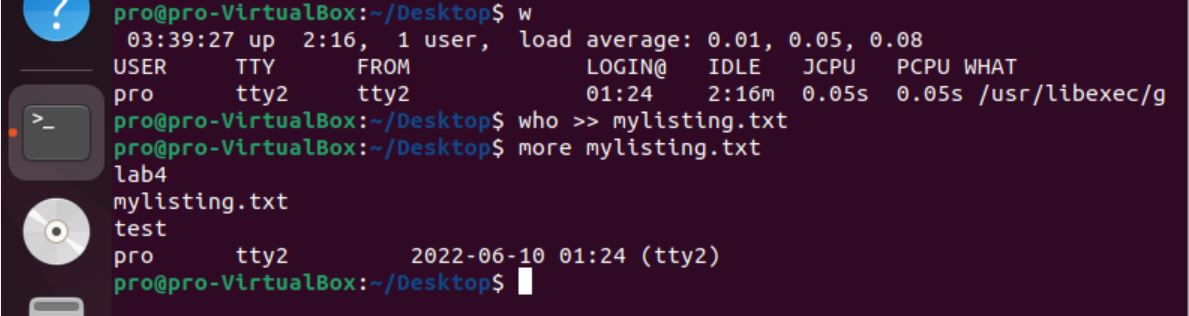 pro@pro-VirtualBox:~/Desktop$ w
 03:39:27 up  2:16,  1 user,  load average: 0.01, 0.05, 0.08
USER     TTY      FROM             LOGIN@   IDLE   JCPU   PCPU WHAT
pro      tty2     tty2             01:24    2:16m  0.05s  0.05s /usr/libexec/g
pro@pro-VirtualBox:~/Desktop$ who >> mylisting.txt
pro@pro-VirtualBox:~/Desktop$ more mylisting.txt
lab4
mylisting.txt
test
pro      tty2         2022-06-10 01:24 (tty2)
pro@pro-VirtualBox:~/Desktop$